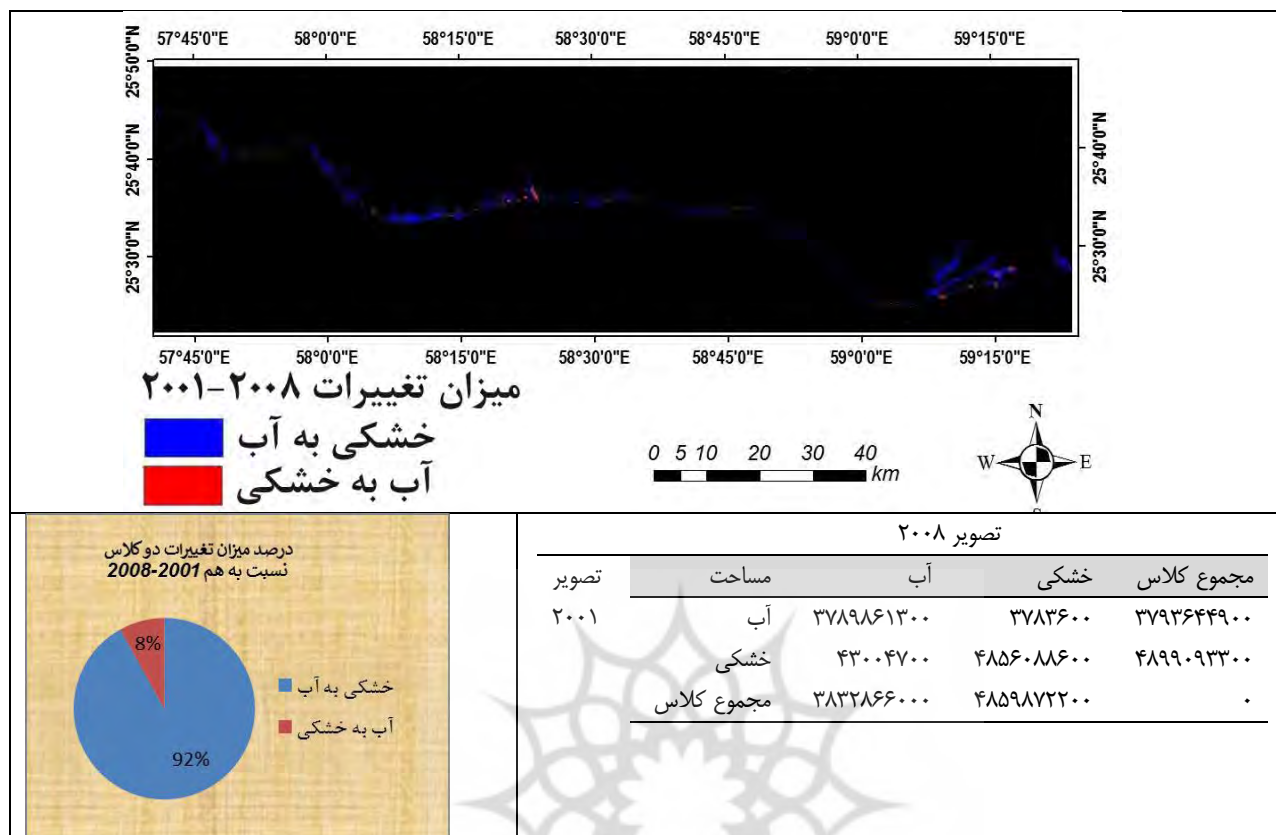 57°45'0"E 58°0'0"E 58°15'0"E 58°30'0"E 58°45'0"E 59°0'0"E 59°15'0"E
25°50'0"N
25°40'0"N
25°30'0"N
25°40'0"N
25°30'0"N
57°45'0"E 58°0'0"E 58°15'0"E 58°30'0"E 58°45'0"E 59°0'0"E 59°15'0"E
میزان تغییرات ۲۰۰۸-۲۰۰۱
خشکی به آب
آب به خشکی
0 5 10 20 30 40
km
N
W E
S
درصد میزان تغییرات دو کلاس
نسبت به هم 2001-2008
8%
92%
خشکی به آب
آب به خشکی
تصویر ۲۰۰۸
تصویر مساحت آب خشکی مجموع کلاس
۲۰۰۱ آب ۳۷۸۹۸۶۱۳۰۰ ۳۷۸۳۶۰۰ ۳۷۹۳۶۴۴۹۰۰
خشکی ۴۳۰۰۴۷۰۰ ۴۸۵۶۰۸۸۶۰۰ ۴۸۹۹۰۹۳۳۰۰
مجموع کلاس ۳۸۳۲۸۶۶۰۰۰ ۴۸۵۹۸۷۲۲۰۰ ۰